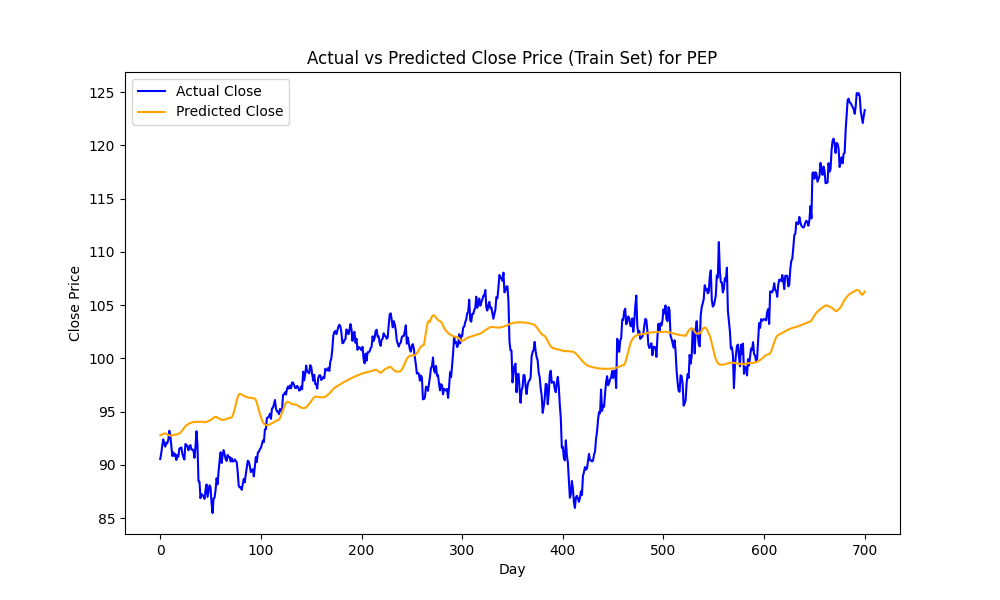 Actual vs Predicted Close Price (Train Set) for PEP
Actual Close
Predicted Close
125
120
115
110
105
100
95
90
85
Close Price
0 100 200 300 400 500 600 700
Day